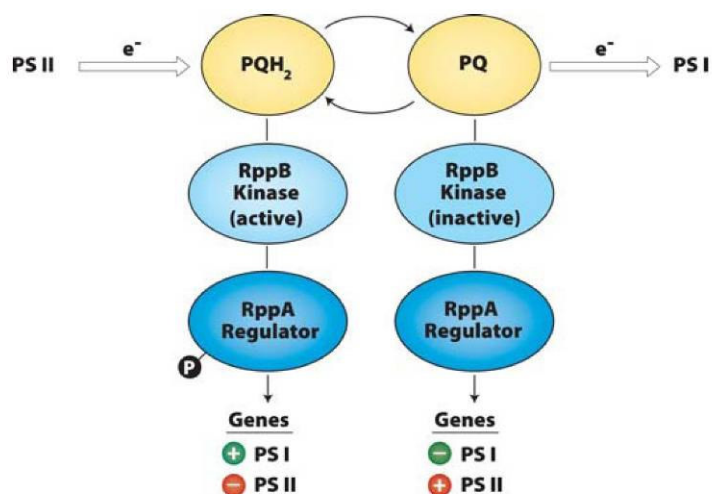 PS II
e-
PQH2
PQ
e-
PS I
RppB
Kinase
(active)
RppB
Kinase
(inactive)
RppA
Regulator
P
RppA
Regulator
Genes
+ PS I
− PS II
Genes
− PS I
+ PS II